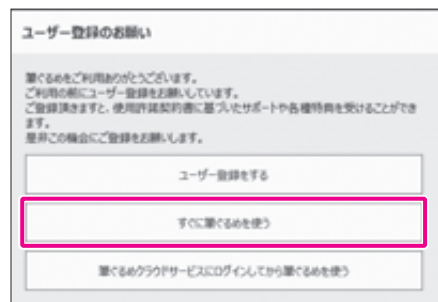 ユーザー登録のお願い
筆ぐるめをご利用ありがとうございます。
ご利用の前にユーザー登録をお願いしています。
ご登録頂きますと、使用許諾契約書に基づいたサポートや各種特典を受けることができ
ます。
是非この機会にご登録をお願いします。
ユーザー登録をする
すぐに筆ぐるめを使う
筆ぐるめクラウドサービスにログインしてから筆ぐるめを使う